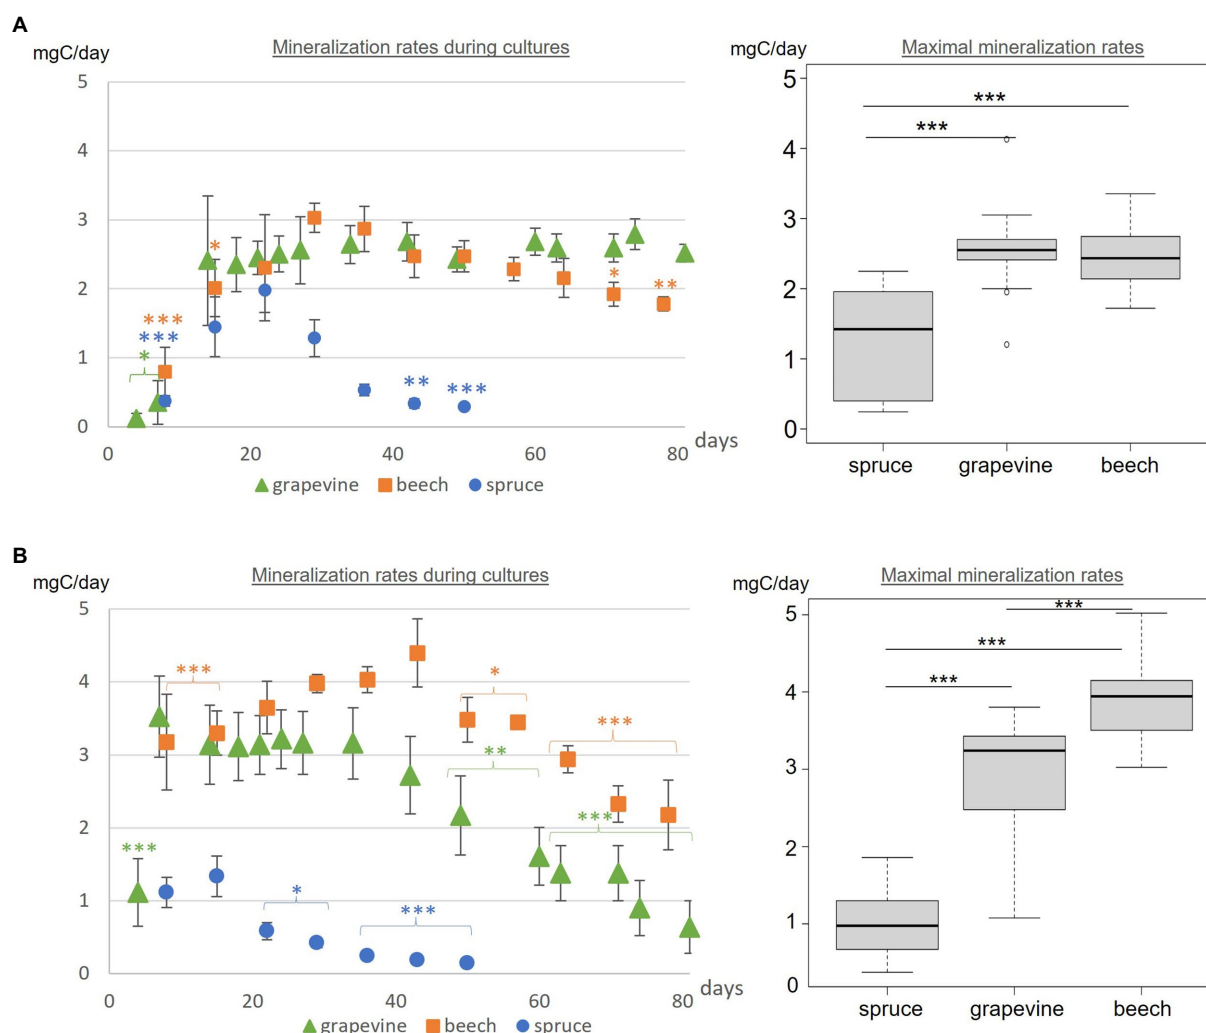 A
mgC/day
Mineralization rates during cultures
5
4
3
2
1
0
*
***
***
*
*
**
**
***
0
20
40
60
80
days
grapevine
beech
spruce
mgC/day
Maximal mineralization rates
5
4
3
2
1
0
***
***
spruce
grapevine
beech
B
mgC/day
Mineralization rates during cultures
5
4
3
2
1
0
***
*
***
**
***
***
*
***
0
20
40
60
80
days
grapevine
beech
spruce
mgC/day
Maximal mineralization rates
5
4
3
2
1
0
***
***
***
spruce
grapevine
beech